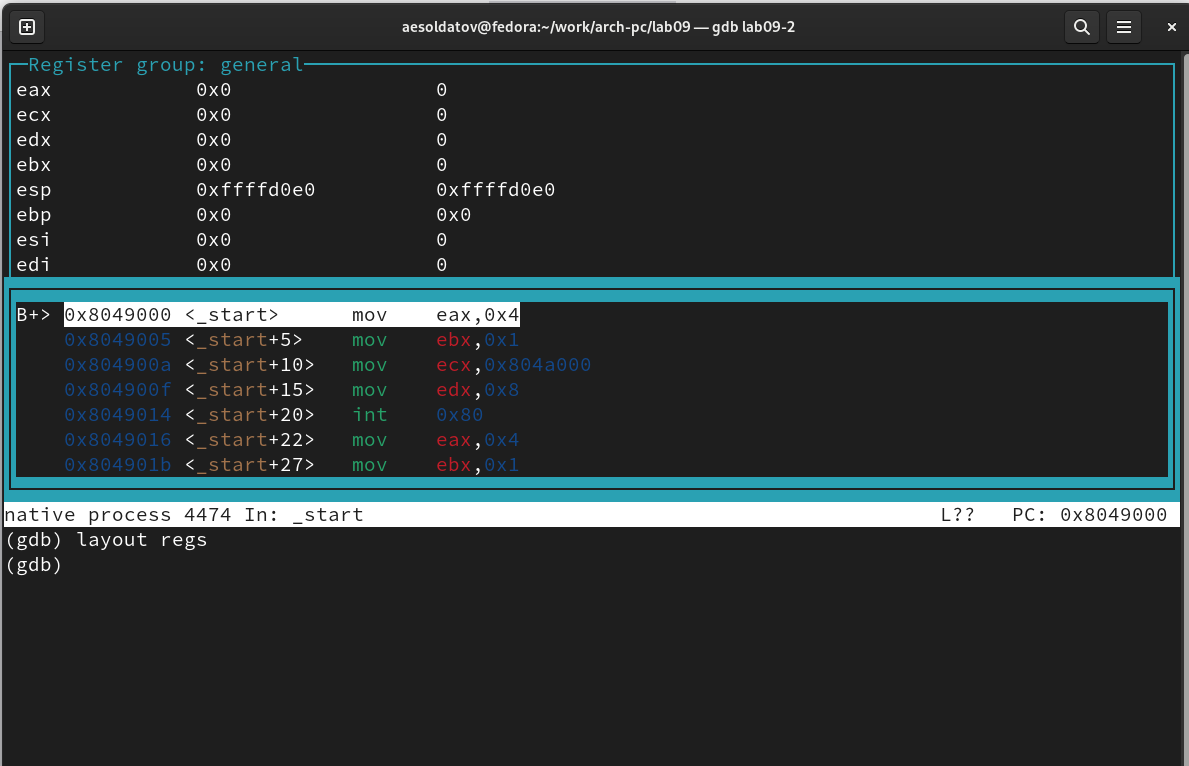 aesoldatov@fedora:~/work/arch-pc/lab09 — gdb lab09-2
Register group: general
eax 0x0 0
ecx 0x0 0
edx 0x0 0
ebx 0x0 0
esp 0xffffd0e0 0xffffd0e0
ebp 0x0 0x0
esi 0x0 0
edi 0x0 0
B+> 0x8049000 <_start> mov eax,0x4
0x8049005 <_start+5> mov ebx,0x1
0x804900a <_start+10> mov ecx,0x804a000
0x804900f <_start+15> mov edx,0x8
0x8049014 <_start+20> int 0x80
0x8049016 <_start+22> mov eax,0x4
0x804901b <_start+27> mov ebx,0x1
native process 4474 In: _start L?? PC: 0x8049000
(gdb) layout regs
(gdb)